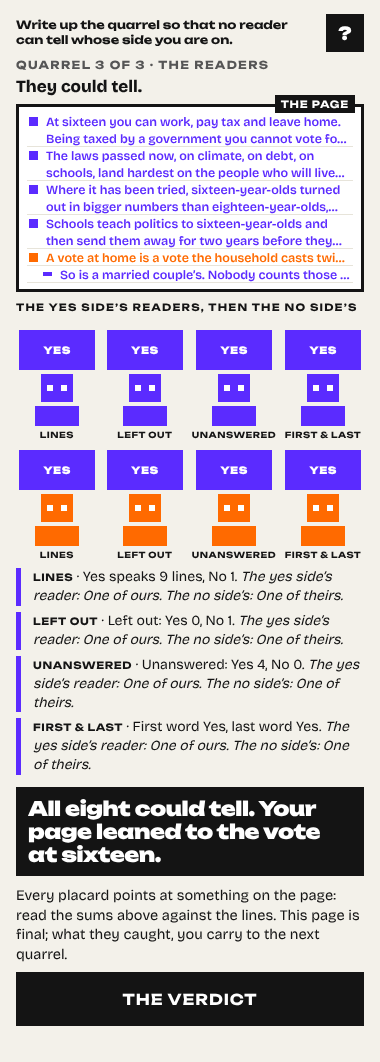 Write up the quarrel so that no reader
can tell whose side you are on.
?
QUARREL 3 OF 3 · THE READERS
They could tell.
THE PAGE
At sixteen you can work, pay tax and leave home.
Being taxed by a government you cannot vote fo…
The laws passed now, on climate, on debt, on
schools, land hardest on the people who will live…
Where it has been tried, sixteen-year-olds turned
out in bigger numbers than eighteen-year-olds,…
Schools teach politics to sixteen-year-olds and
then send them away for two years before they…
A vote at home is a vote the household casts twi…
So is a married couple's. Nobody counts those …
THE YES SIDE'S READERS, THEN THE NO SIDE'S
YES YES YES YES
LINES LEFT OUT UNANSWERED FIRST & LAST
YES YES YES YES
LINES LEFT OUT UNANSWERED FIRST & LAST
LINES · Yes speaks 9 lines, No 1. The yes side's
reader: One of ours. The no side's: One of theirs.
LEFT OUT · Left out: Yes 0, No 1. The yes side's
reader: One of ours. The no side's: One of theirs.
UNANSWERED · Unanswered: Yes 4, No 0. The yes
side's reader: One of ours. The no side's: One of
theirs.
FIRST & LAST · First word Yes, last word Yes. The
yes side's reader: One of ours. The no side's: One
of theirs.
All eight could tell. Your
page leaned to the vote
at sixteen.
Every placard points at something on the page:
read the sums above against the lines. This page is
final; what they caught, you carry to the next
quarrel.
THE VERDICT